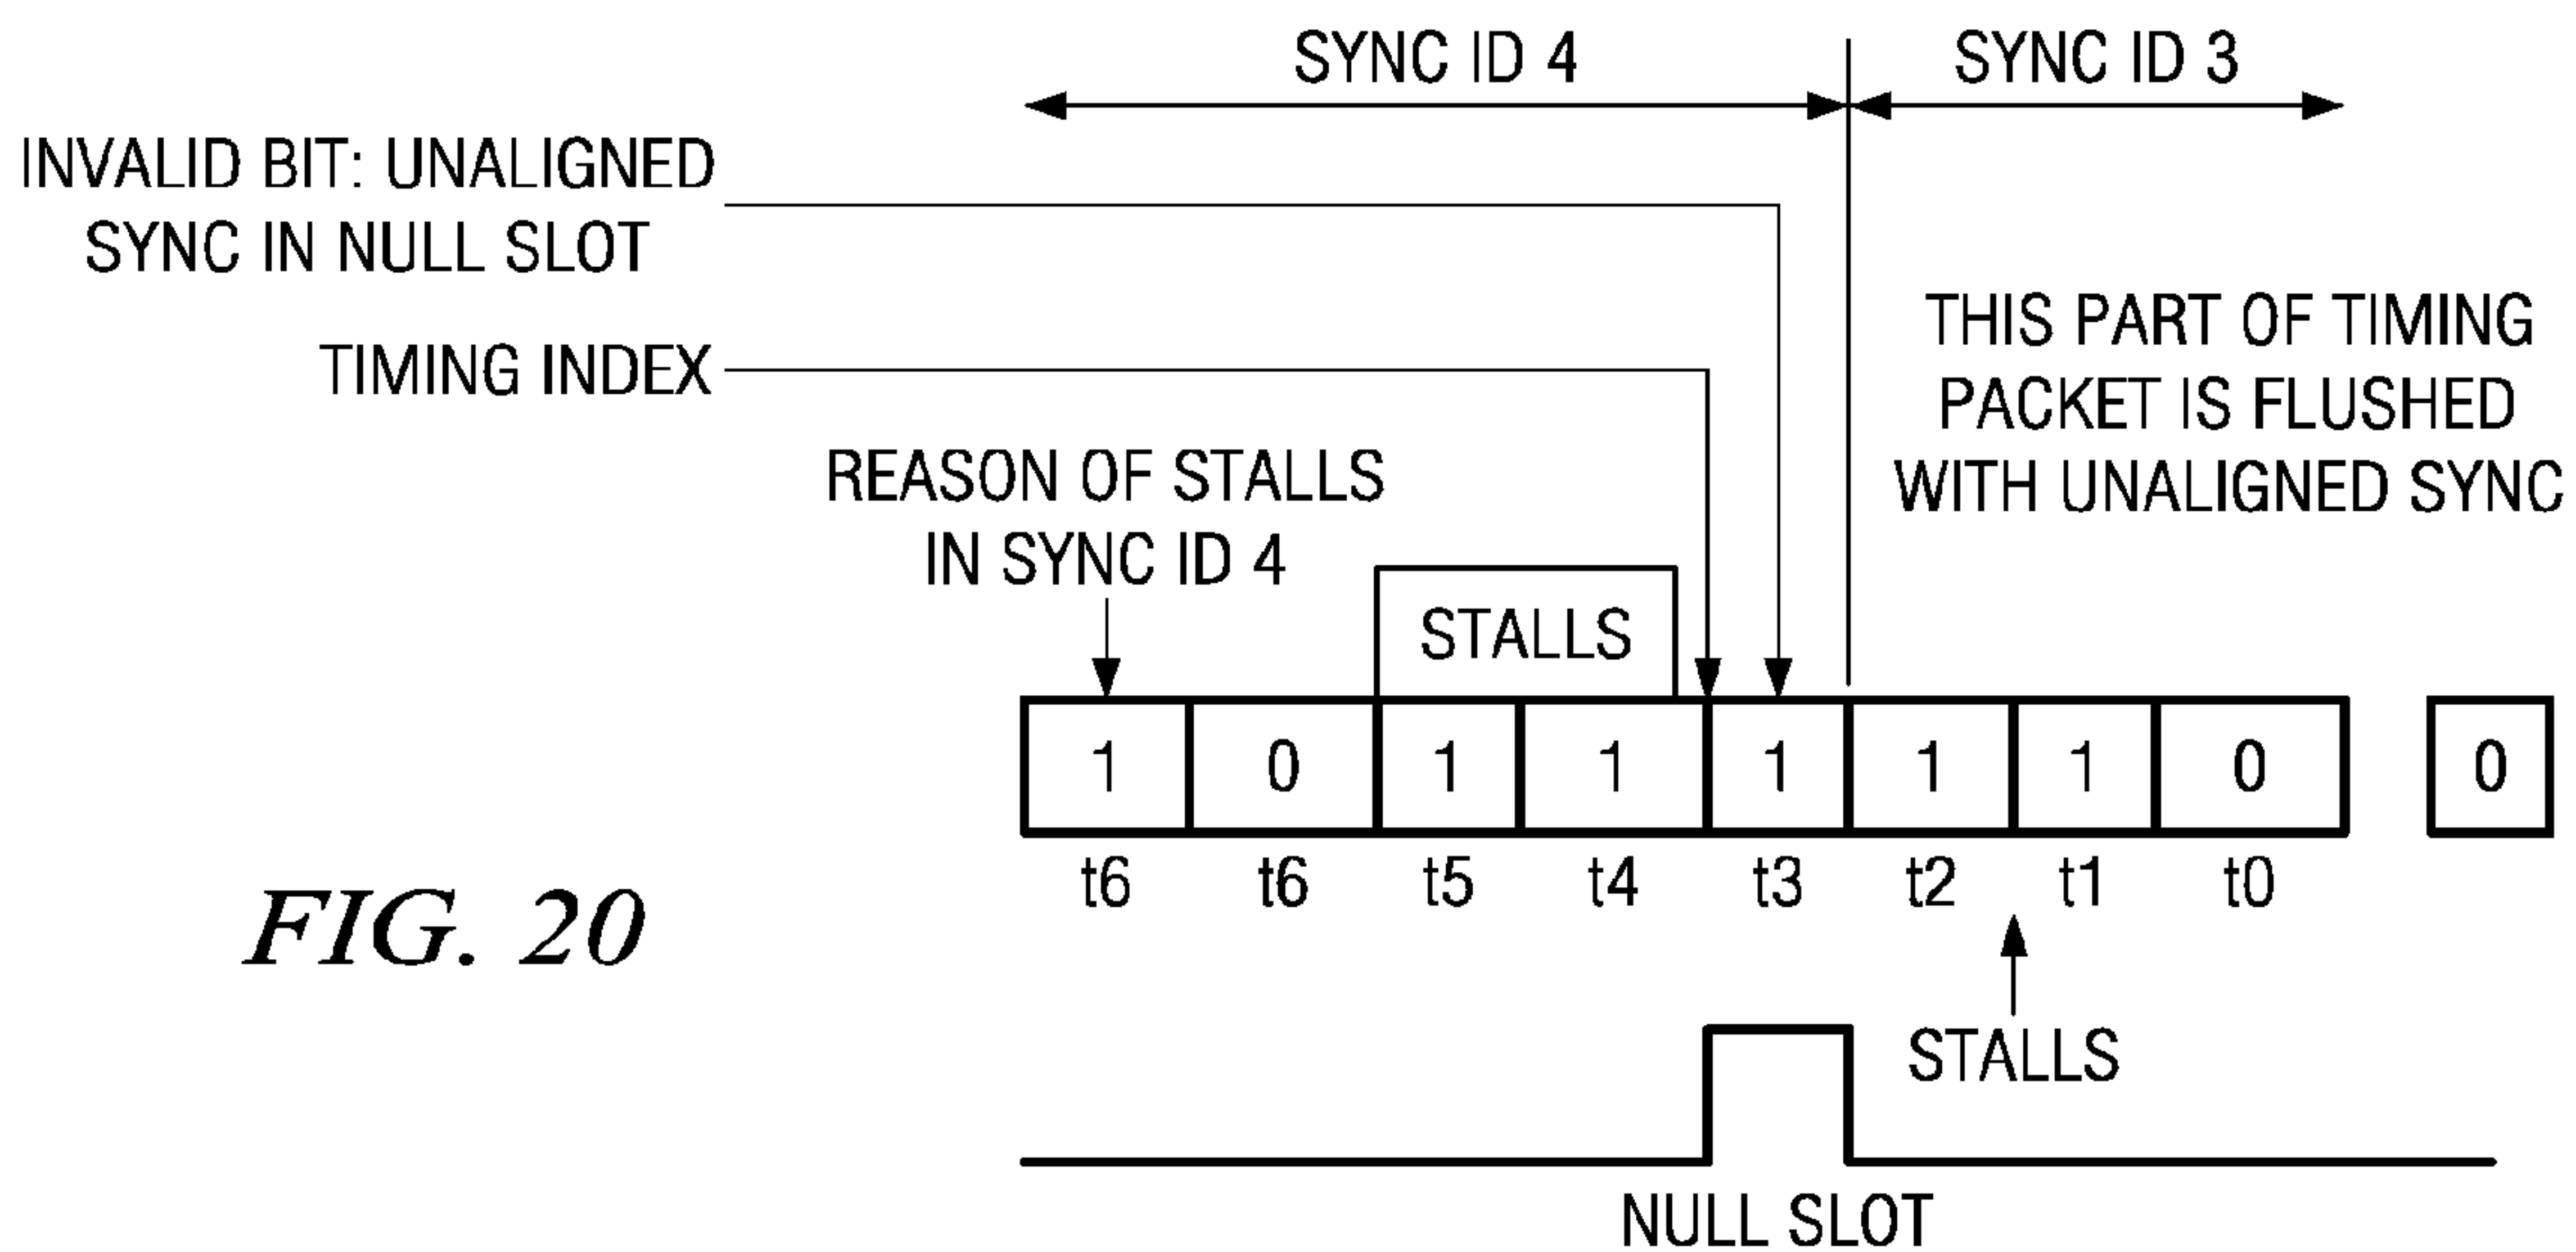 SYNC ID 4
SYNC ID 3
INVALID BIT: UNALIGNED
SYNC IN NULL SLOT
TIMING INDEX
THIS PART OF TIMING
PACKET IS FLUSHED
WITH UNALIGNED SYNC
REASON OF STALLS
IN SYNC ID 4
STALLS
1 0 1 1 1 1 1 0 0
t6 t6 t5 t4 t3 t2 t1 t0
FIG. 20
STALLS
NULL SLOT